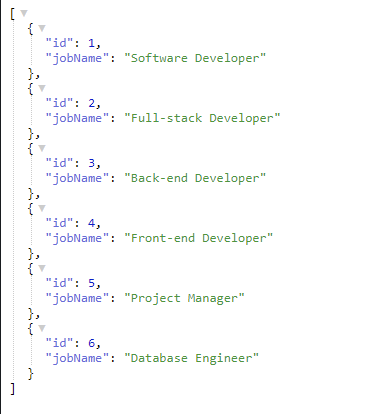 [
{
"id": 1,
"jobName": "Software Developer"
},
{
"id": 2,
"jobName": "Full-stack Developer"
},
{
"id": 3,
"jobName": "Back-end Developer"
},
{
"id": 4,
"jobName": "Front-end Developer"
},
{
"id": 5,
"jobName": "Project Manager"
},
{
"id": 6,
"jobName": "Database Engineer"
}
]